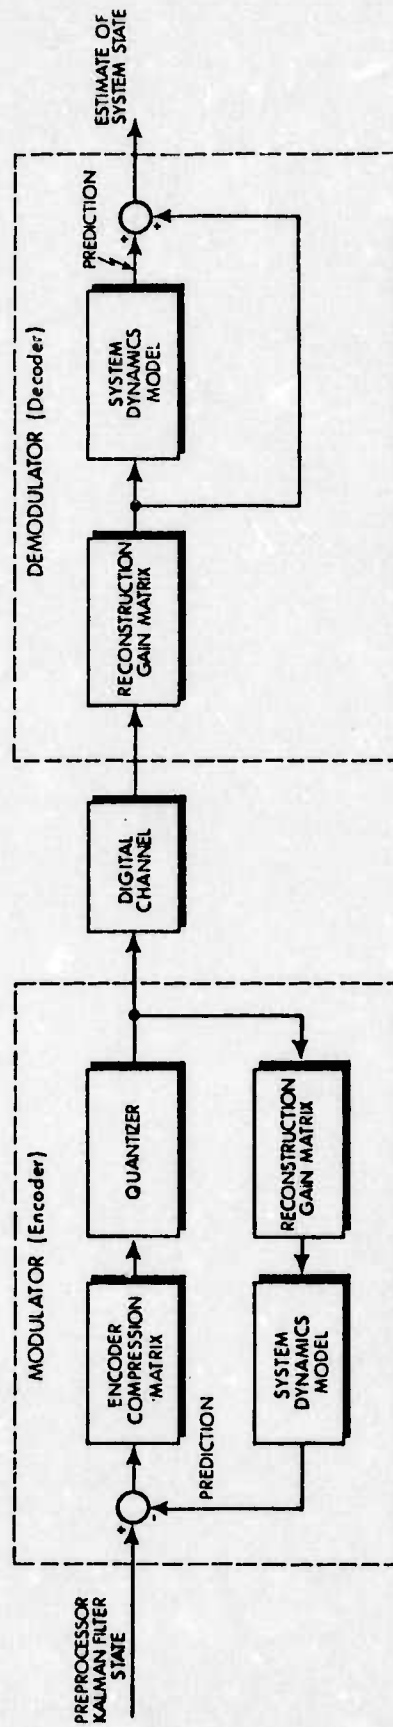 PREPROCESSOR
KALMAN FILTER
STATE
MODULATOR (Encoder)
+
-
PREDICTION
ENCODER
COMPRESSION
MATRIX
QUANTIZER
SYSTEM
DYNAMICS
MODEL
RECONSTRUCTION
GAIN MATRIX
DIGITAL
CHANNEL
DEMODULATOR (Decoder)
RECONSTRUCTION
GAIN MATRIX
SYSTEM
DYNAMICS
MODEL
PREDICTION
+
+
ESTIMATE OF
SYSTEM STATE